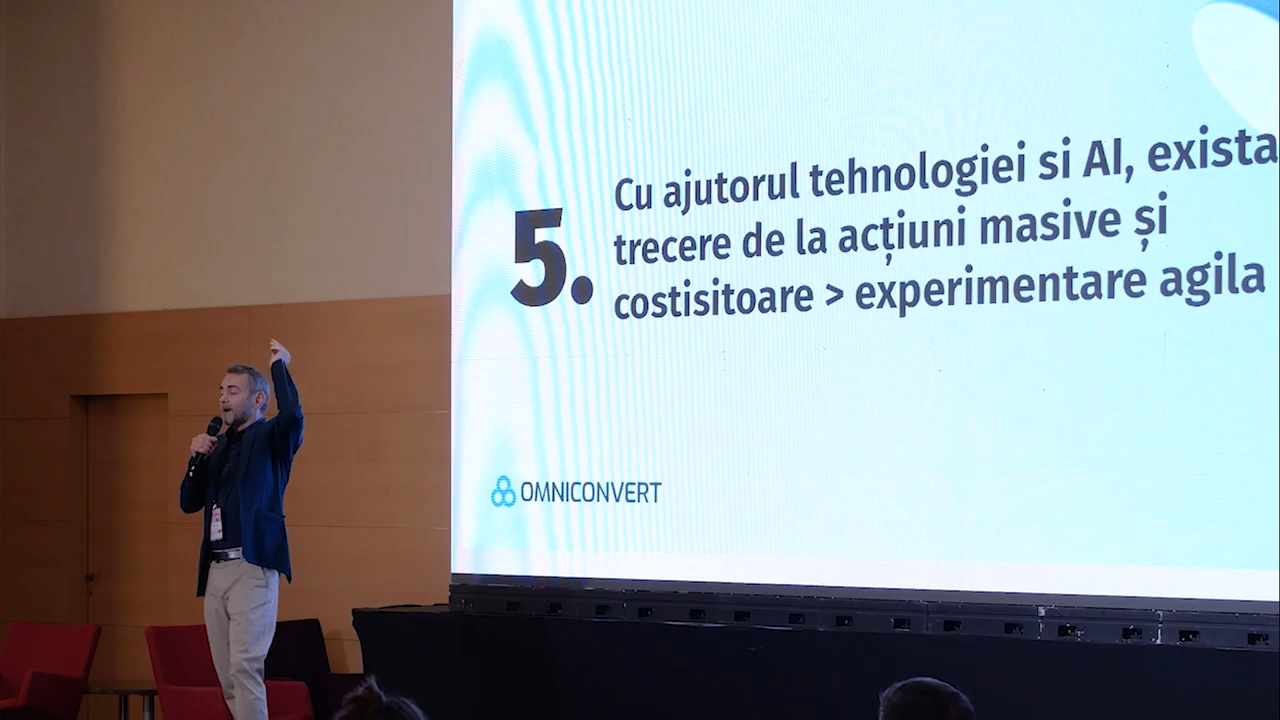 5.
Cu ajutorul tehnologiei si AI, exista
trecere de la acțiuni masive și
costisitoare > experimentare agila
OMNICONVERT